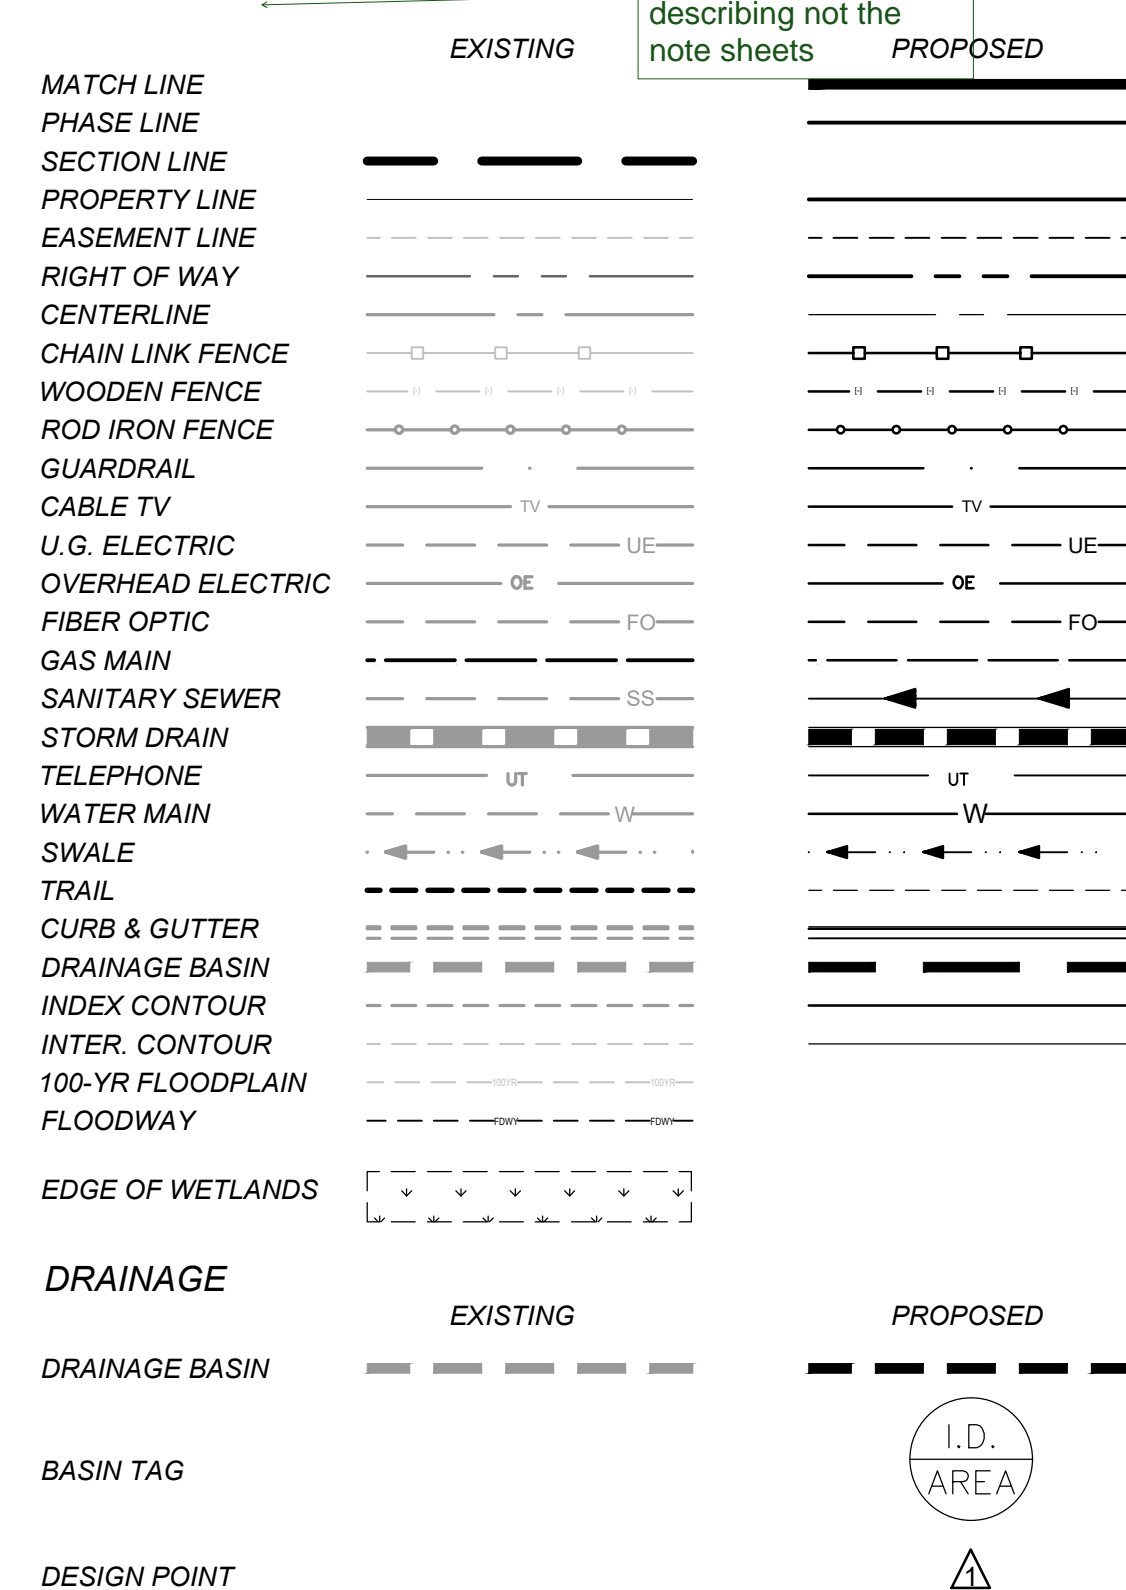 describing not the
note sheets
EXISTING PROPOSED
MATCH LINE
PHASE LINE
SECTION LINE
PROPERTY LINE
EASEMENT LINE
RIGHT OF WAY
CENTERLINE
CHAIN LINK FENCE
WOODEN FENCE [-] [-] [-] [-] [-] [-] [-] [-]
ROD IRON FENCE
GUARDRAIL
CABLE TV TV TV
U.G. ELECTRIC UE UE
OVERHEAD ELECTRIC OE OE
FIBER OPTIC FO FO
GAS MAIN
SANITARY SEWER SS
STORM DRAIN
TELEPHONE UT UT
WATER MAIN W W
SWALE
TRAIL
CURB & GUTTER
DRAINAGE BASIN
INDEX CONTOUR
INTER. CONTOUR
100-YR FLOODPLAIN 100YR 100YR
FLOODWAY FDWY FDWY
EDGE OF WETLANDS
DRAINAGE
EXISTING PROPOSED
DRAINAGE BASIN
I.D.
BASIN TAG AREA
DESIGN POINT 1